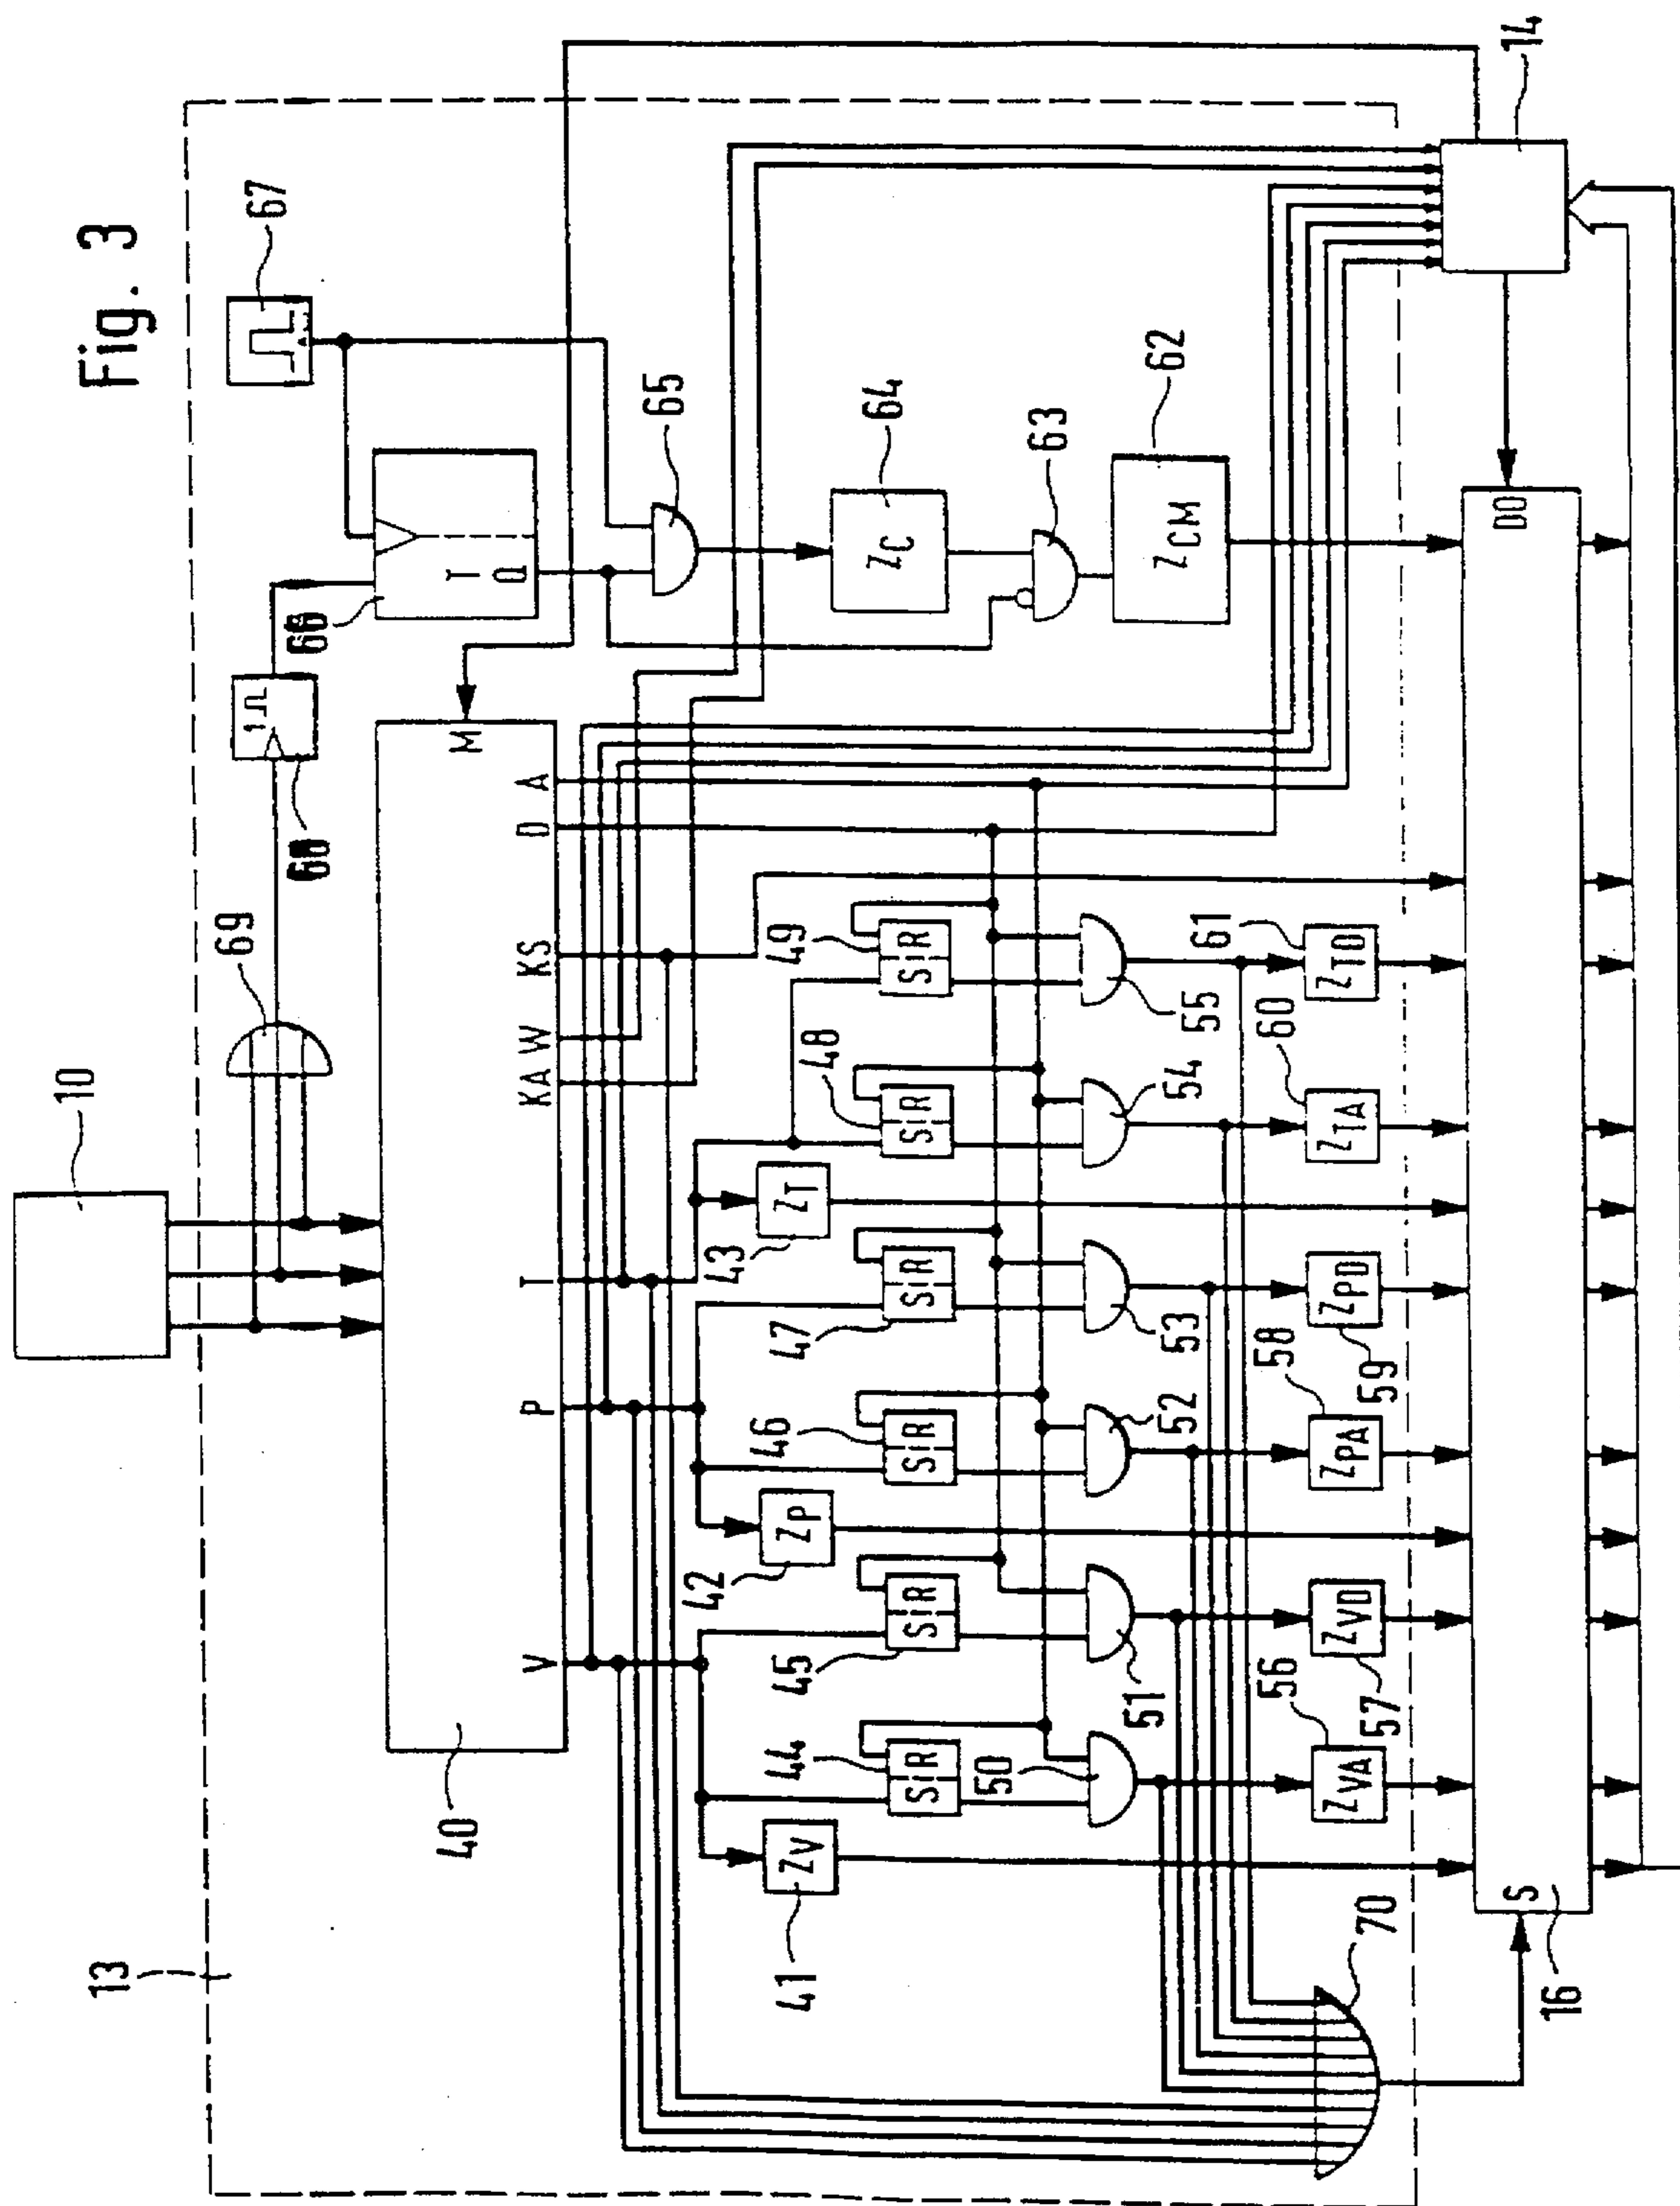 Fig. 3
10
13
67
69
66
T
Q
40
M
V
P
T
KA
W
KS
D
A
65
64
Z_C
63
62
Z_CM
41
Z_V
42
Z_P
43
Z_T
44
S R
45
S R
46
S R
47
S R
48
S R
49
S R
50
51
52
53
54
55
56
Z_VA
57
Z_VD
58
Z_PA
59
Z_PD
60
Z_TA
61
Z_TD
70
S
DO
16
14